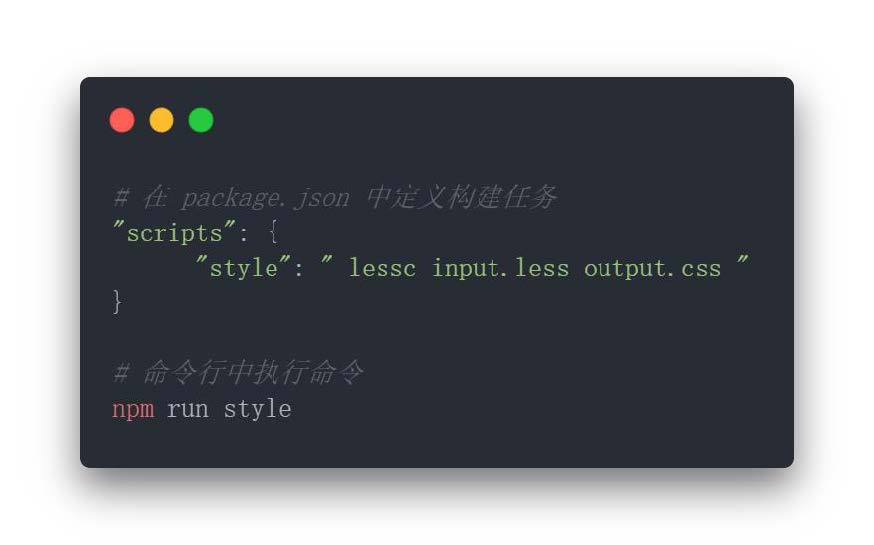 # 在 package.json 中定义构建任务
"scripts": {
"style": " lessc input.less output.css "
}
# 命令行中执行命令
npm run style